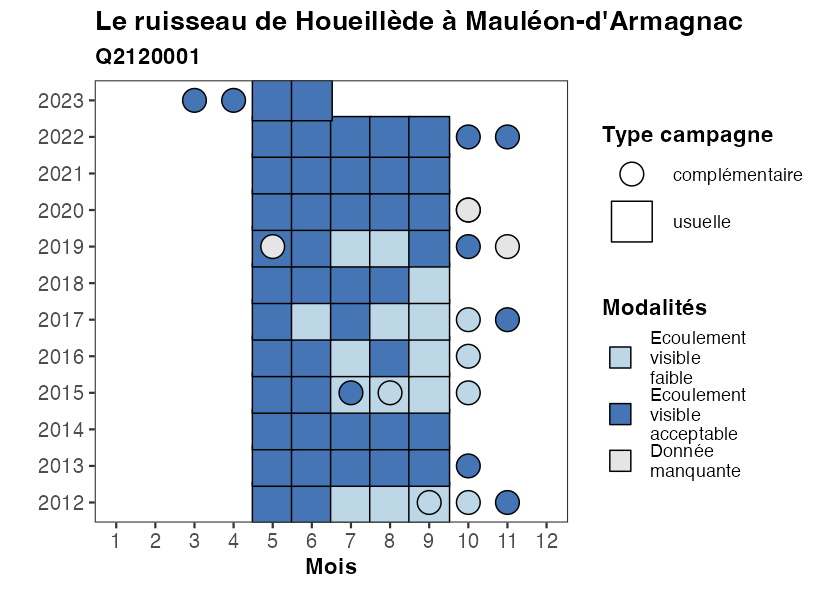 Le ruisseau de Houeillède à Mauléon-d'Armagnac
Q2120001
2023
2022
2021
2020
2019
2018
2017
2016
2015
2014
2013
2012
1 2 3 4 5 6 7 8 9 10 11 12
Mois
Type campagne
complémentaire
usuelle
Modalités
Ecoulement
visible
faible
Ecoulement
visible
acceptable
Donnée
manquante